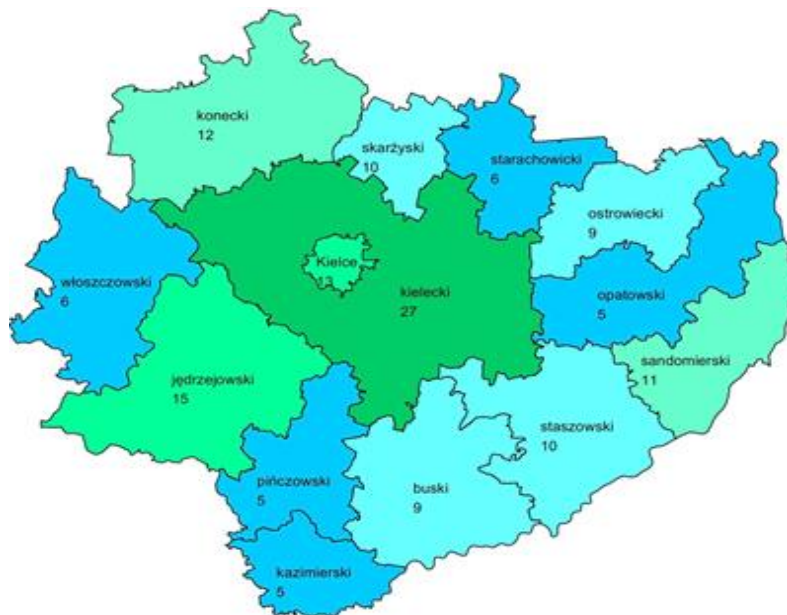 konecki
12
skarżyski
10
starachowicki
6
ostrowiecki
9
Kielce
włoszczowski
6
kielecki
27
opatowski
5
sandomierski
11
jędrzejowski
15
staszowski
10
pińczowski
5
buski
9
kazimierski
5